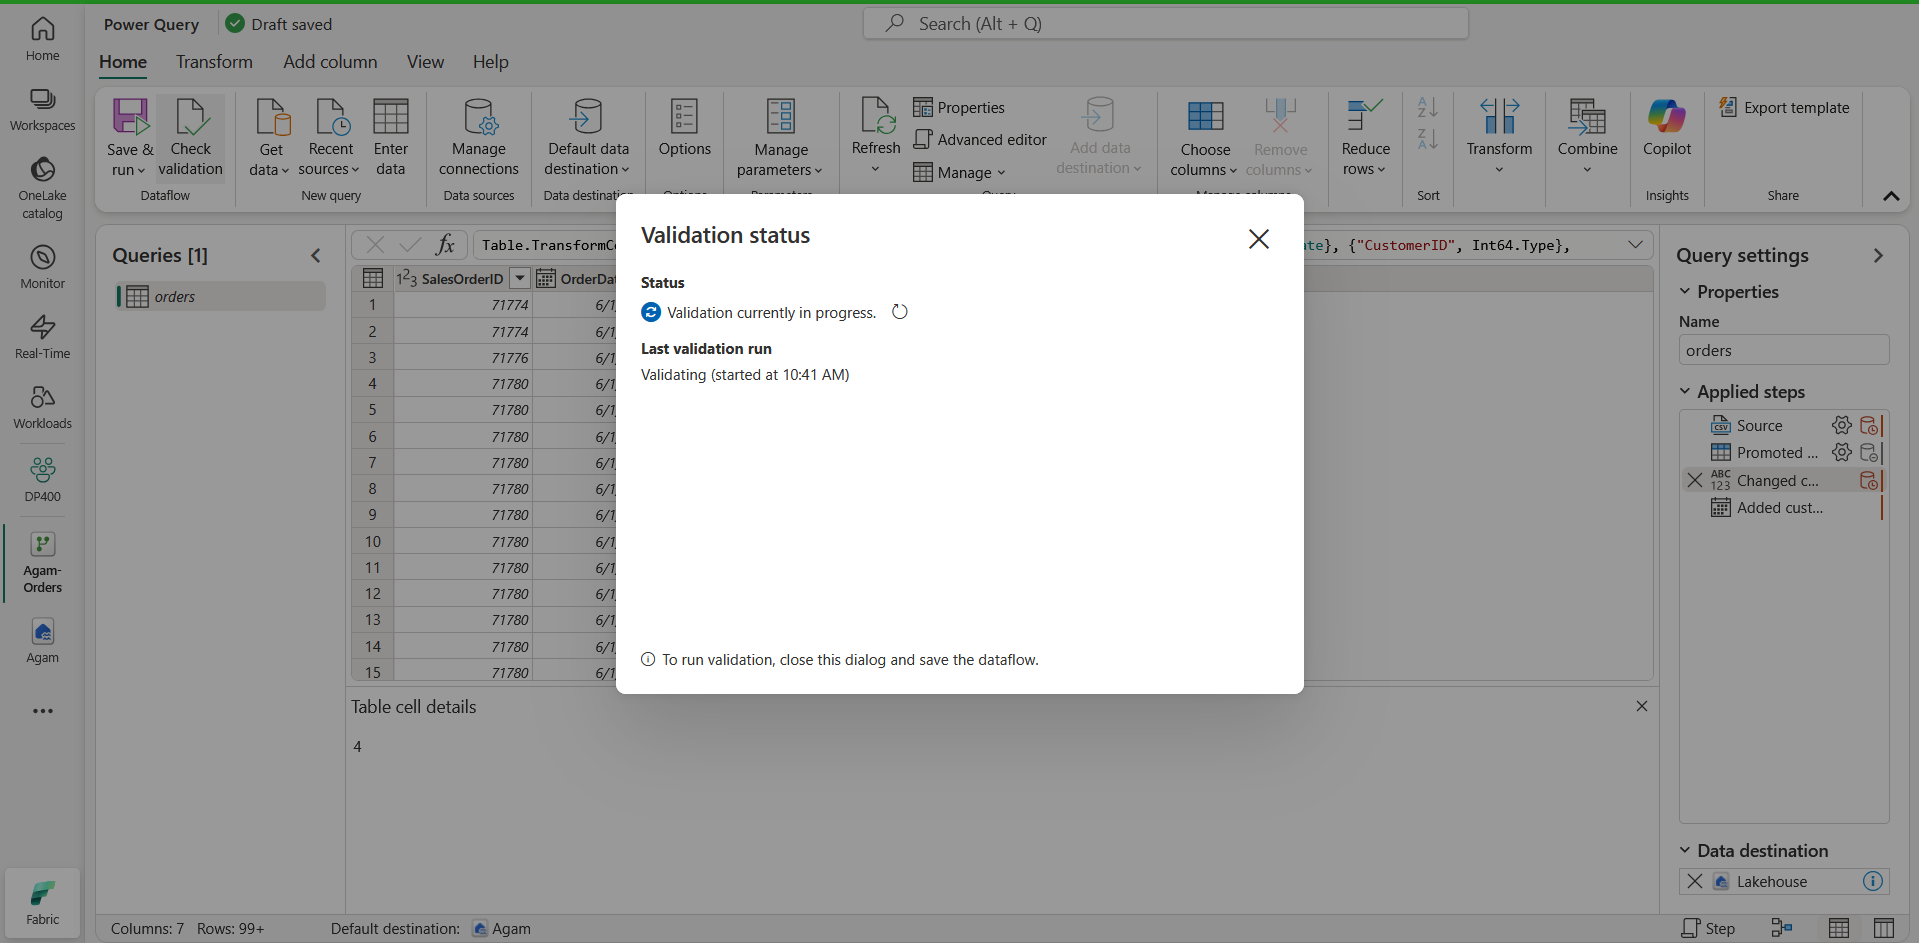 Power Query
Draft saved
Search (Alt + Q)
Home
Transform
Add column
View
Help
Save & run
Check validation
Dataflow
Get data
Recent sources
Enter data
New query
Manage connections
Data sources
Default data destination
Data destination
Options
Options
Manage parameters
Parameters
Refresh
Properties
Advanced editor
Manage
Query
Add data destination
Choose columns
Remove columns
Manage columns
Reduce rows
Sort
Transform
Combine
Copilot
Insights
Export template
Share
Home
Workspaces
OneLake catalog
Monitor
Real-Time
Workloads
DP400
Agam-Orders
Agam
Fabric
Queries [1]
orders
fx
Table.TransformCo
te}, {"CustomerID", Int64.Type},
SalesOrderID
OrderDat
1 71774 6/1/
2 71774 6/1/
3 71776 6/1/
4 71780 6/1/
5 71780 6/1/
6 71780 6/1/
7 71780 6/1/
8 71780 6/1/
9 71780 6/1/
10 71780 6/1/
11 71780 6/1/
12 71780 6/1/
13 71780 6/1/
14 71780 6/1/
15 71780 6/1/
Validation status
Status
Validation currently in progress.
Last validation run
Validating (started at 10:41 AM)
To run validation, close this dialog and save the dataflow.
Table cell details
4
Query settings
Properties
Name
orders
Applied steps
Source
Promoted ...
Changed c...
Added cust...
Data destination
Lakehouse
Columns: 7 Rows: 99+
Default destination: Agam
Step